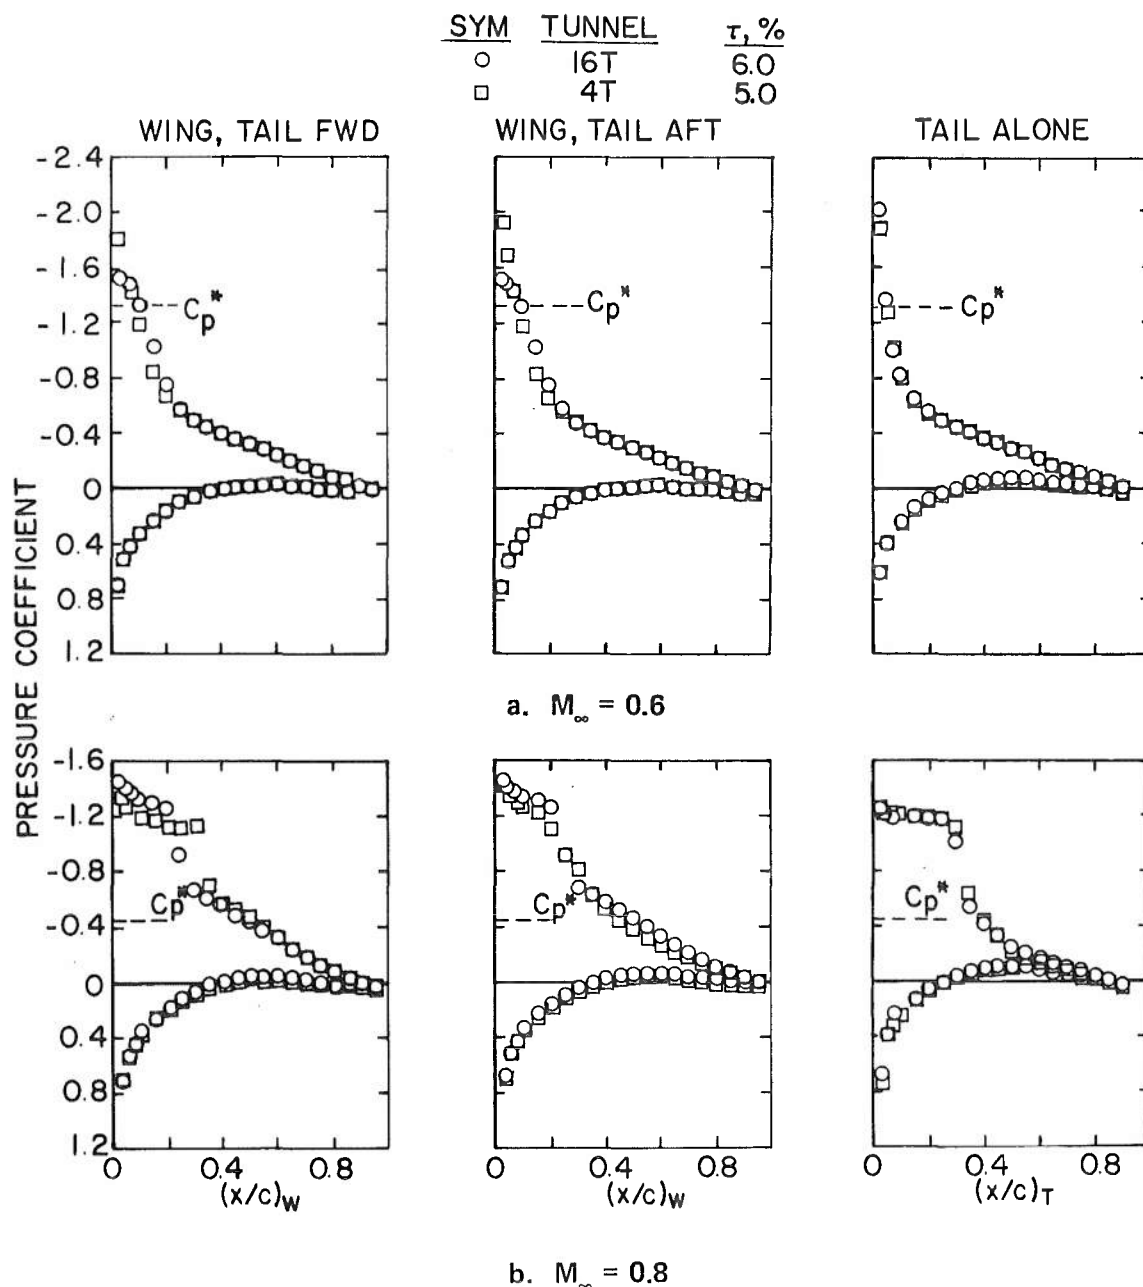 SYM TUNNEL τ, %
16T 6.0
4T 5.0
WING, TAIL FWD WING, TAIL AFT TAIL ALONE
PRESSURE COEFFICIENT
-2.4
-2.0
-1.6
-1.2
-0.8
-0.4
0
0.4
0.8
1.2
Cp* Cp* Cp*
a. M∞ = 0.6
-1.6
-1.2
-0.8
-0.4
0
0.4
0.8
1.2
Cp* Cp* Cp*
0 0.4 0.8 0 0.4 0.8 0 0.4 0.8
(x/c)W (x/c)W (x/c)T
b. M∞ = 0.8